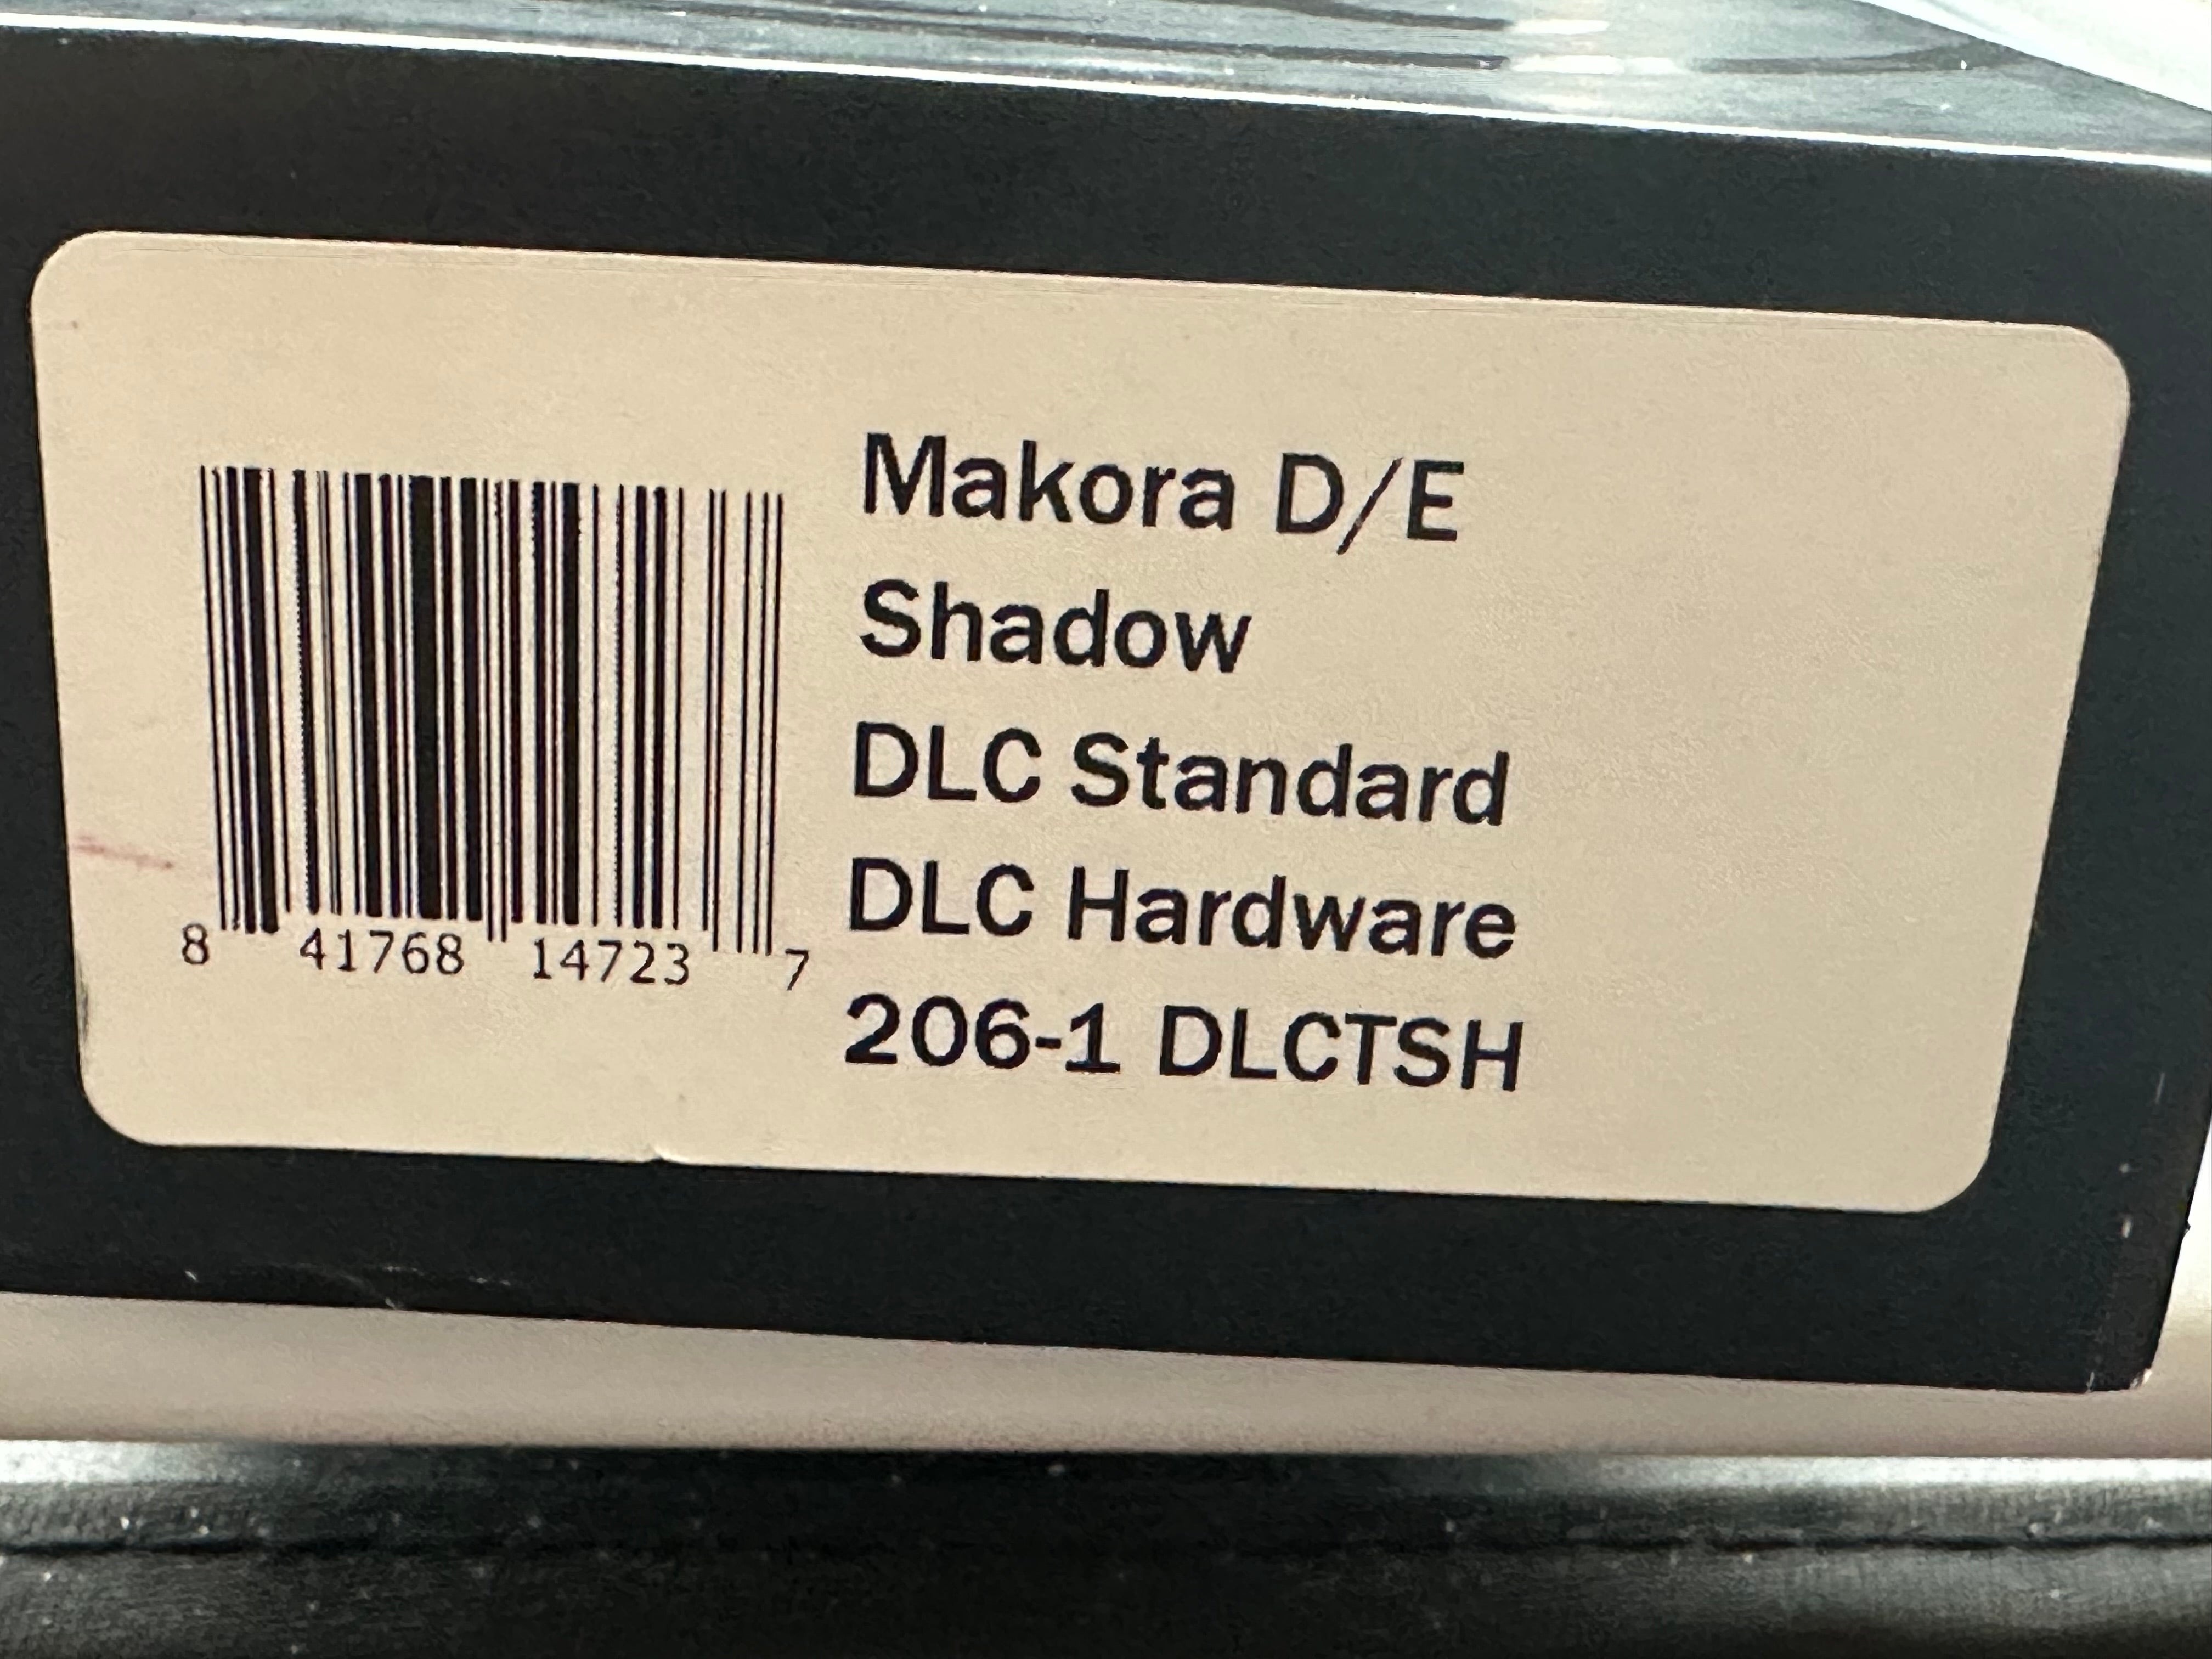 Makora D/E
Shadow
DLC Standard
DLC Hardware
206-1 DLCTSH
8 41768 14723 7